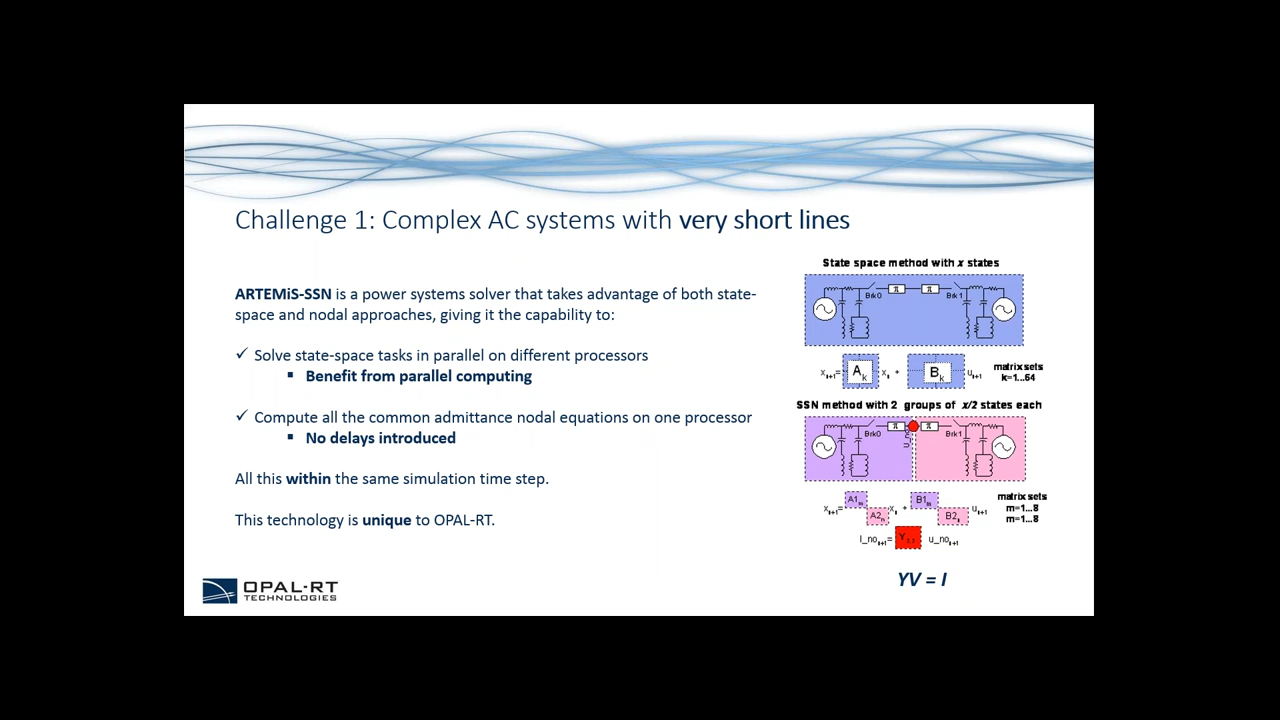 Challenge 1: Complex AC systems with very short lines
ARTEMiS-SSN is a power systems solver that takes advantage of both state-
space and nodal approaches, giving it the capability to:
✓ Solve state-space tasks in parallel on different processors
▪ Benefit from parallel computing
✓ Compute all the common admittance nodal equations on one processor
▪ No delays introduced
All this within the same simulation time step.
This technology is unique to OPAL-RT.
OPAL-RT
TECHNOLOGIES
State space method with x states
Brk0 π π Brk1
matrix sets
k=1...64
SSN method with 2 groups of x/2 states each
Brk0 π π Brk1
matrix sets
m=1...8
m=1...8
YV = I